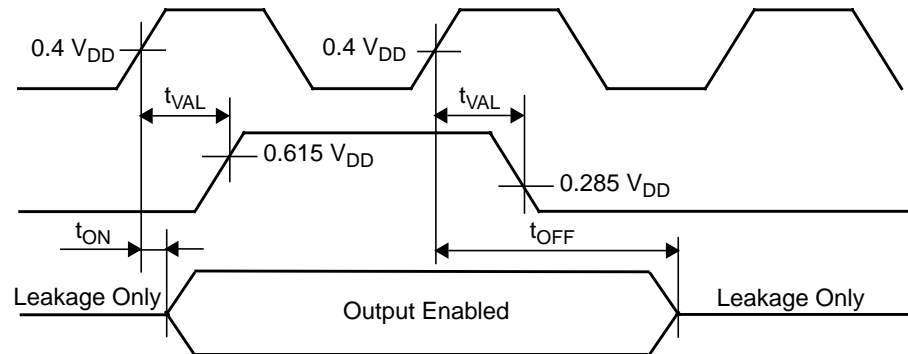 0.4 V_DD
0.4 V_DD
t_VAL
t_VAL
0.615 V_DD
0.285 V_DD
t_ON
t_OFF
Leakage Only
Output Enabled
Leakage Only